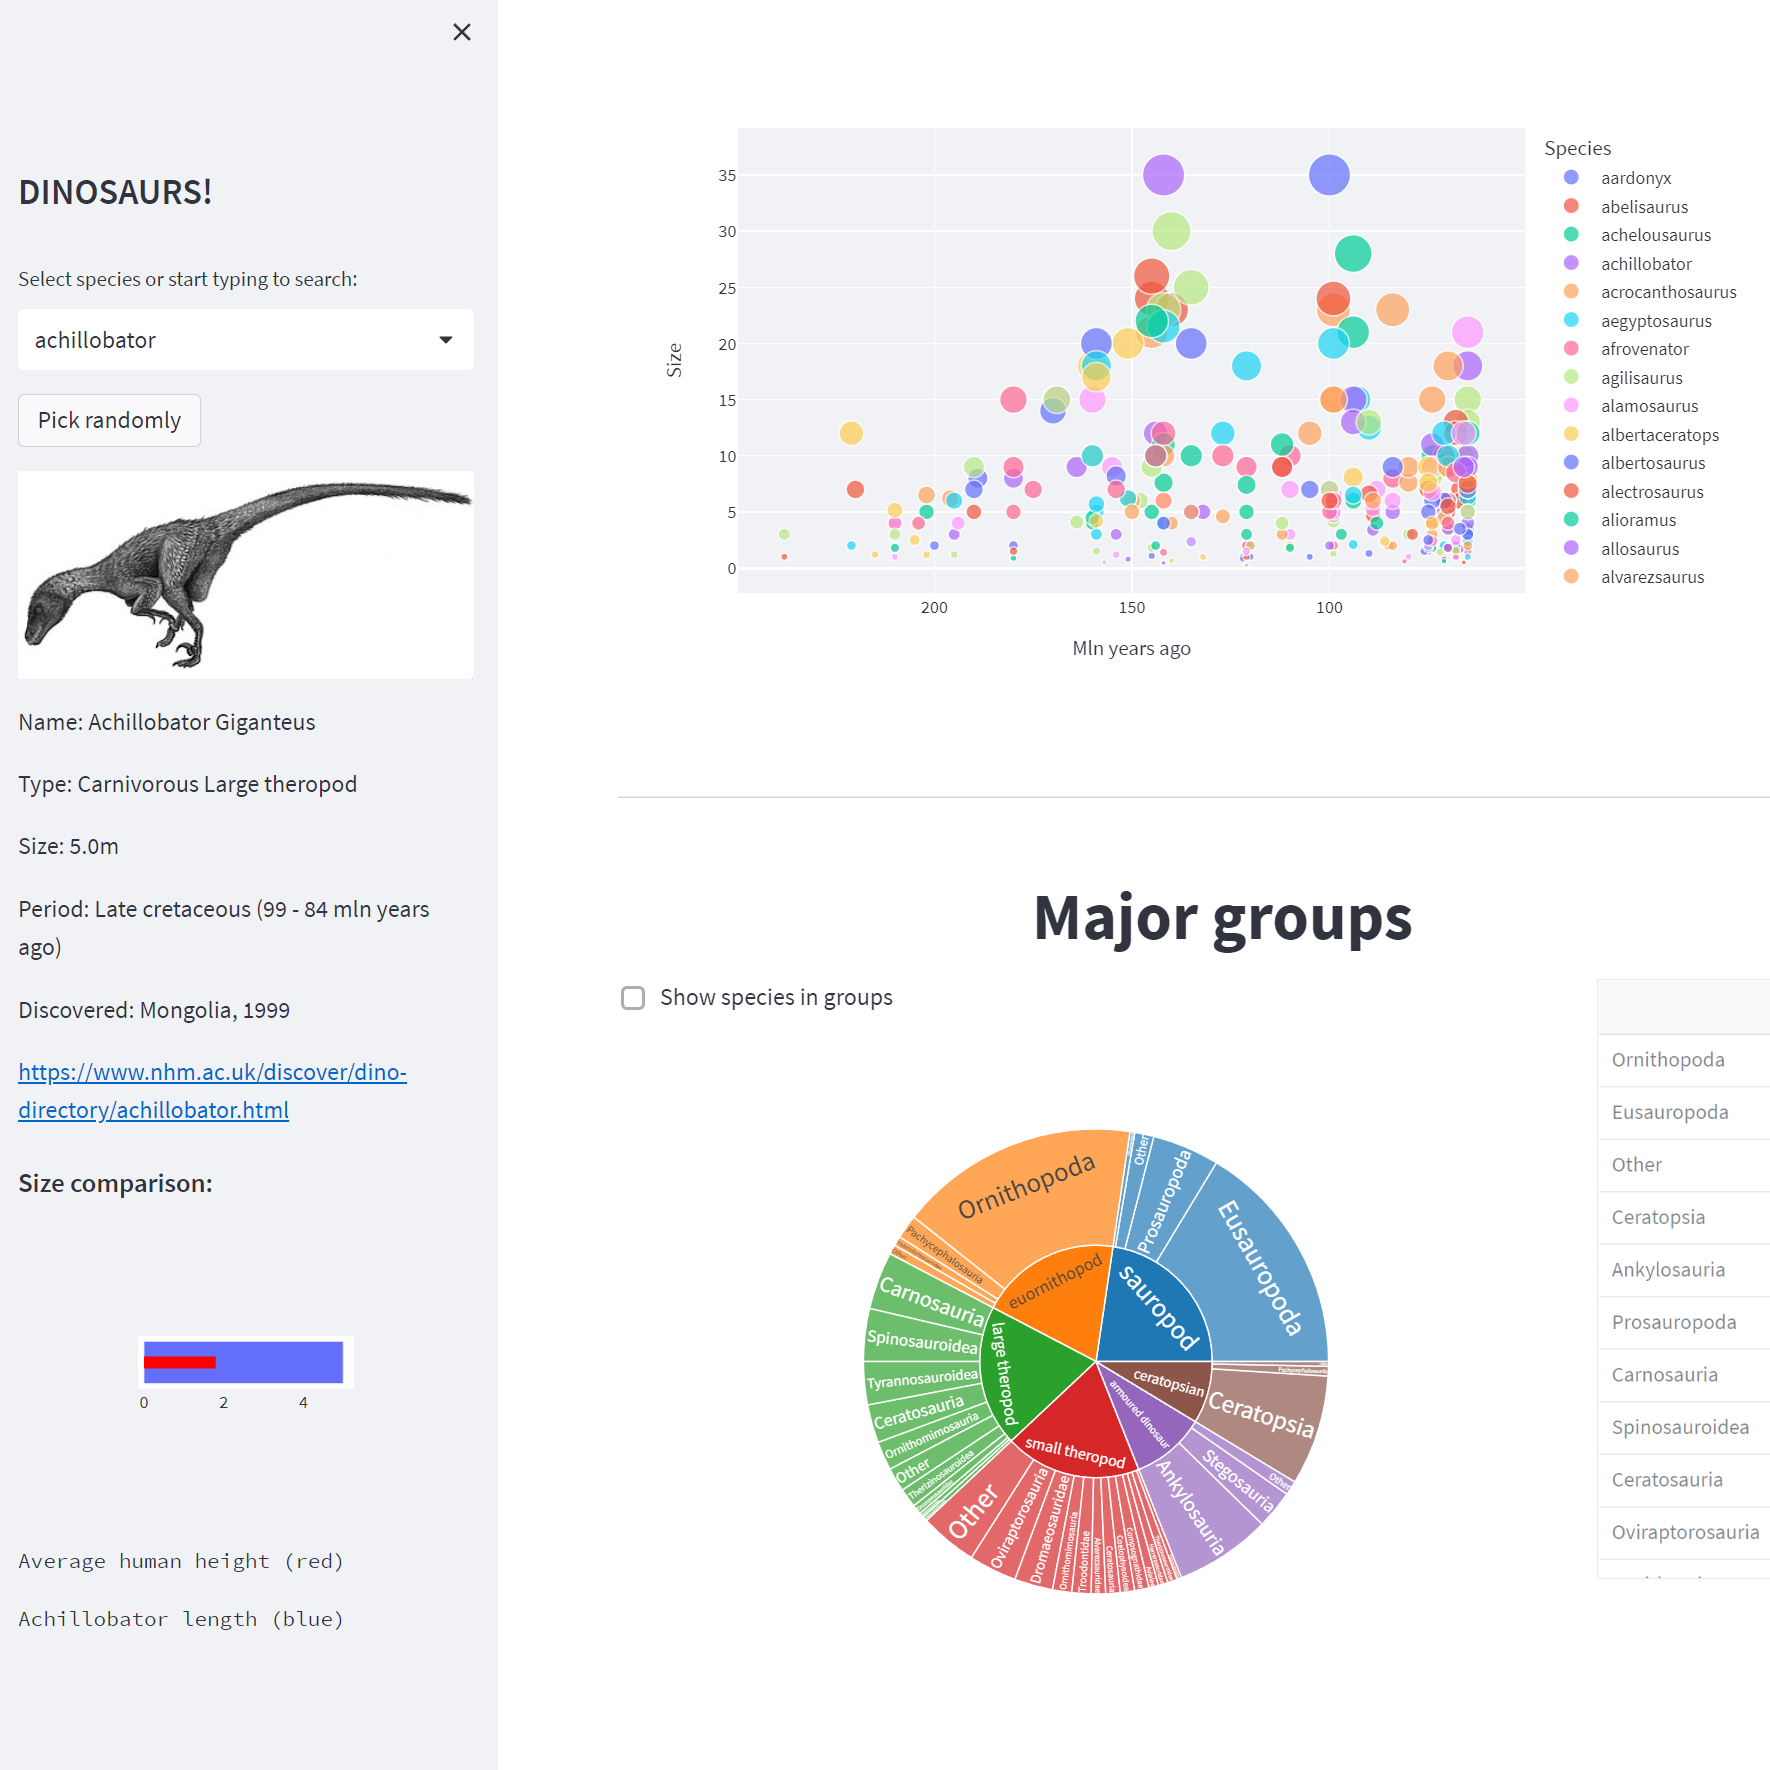 DINOSAURS!
Select species or start typing to search:
achillobator
Pick randomly
Name: Achillobator Giganteus
Type: Carnivorous Large theropod
Size: 5.0m
Period: Late cretaceous (99 - 84 mln years
ago)
Discovered: Mongolia, 1999
https://www.nhm.ac.uk/discover/dino-
directory/achillobator.html
Size comparison:
0 2 4
Average human height (red)
Achillobator length (blue)
35
30
25
20
15
10
5
0
Size
200 150 100
Mln years ago
Species
aardonyx
abelisaurus
achelousaurus
achillobator
acrocanthosaurus
aegyptosaurus
afrovenator
agilisaurus
alamosaurus
albertaceratops
albertosaurus
alectrosaurus
alioramus
allosaurus
alvarezsaurus
Major groups
Show species in groups
sauropod
Eusauropoda
Prosauropoda
Other
euornithopod
Ornithopoda
Pachycephalosauria
large theropod
Carnosauria
Spinosauroidea
Tyrannosauroidea
Ceratosauria
Ornithomimosauria
Other
Therizinosauroidea
small theropod
Other
Oviraptorosauria
Dromaeosauridae
Ornithomimosauria
Troodontidae
Alvarezsauridae
Ceratosauria
Coelophysoidea
Compsognathidae
armoured dinosaur
Ankylosauria
Stegosauria
Other
ceratopsian
Ceratopsia
Ornithopoda
Eusauropoda
Other
Ceratopsia
Ankylosauria
Prosauropoda
Carnosauria
Spinosauroidea
Ceratosauria
Oviraptorosauria